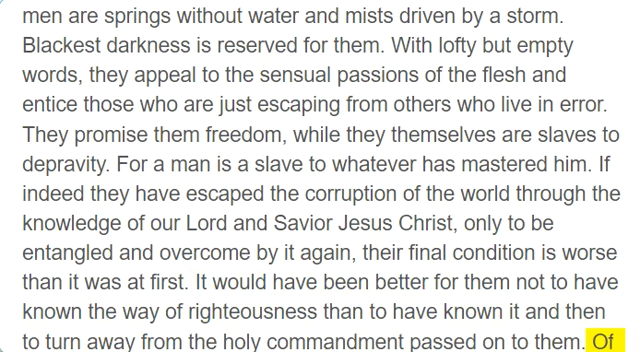 men are springs without water and mists driven by a storm.
Blackest darkness is reserved for them. With lofty but empty
words, they appeal to the sensual passions of the flesh and
entice those who are just escaping from others who live in error.
They promise them freedom, while they themselves are slaves to
depravity. For a man is a slave to whatever has mastered him. If
indeed they have escaped the corruption of the world through the
knowledge of our Lord and Savior Jesus Christ, only to be
entangled and overcome by it again, their final condition is worse
than it was at first. It would have been better for them not to have
known the way of righteousness than to have known it and then
to turn away from the holy commandment passed on to them. Of